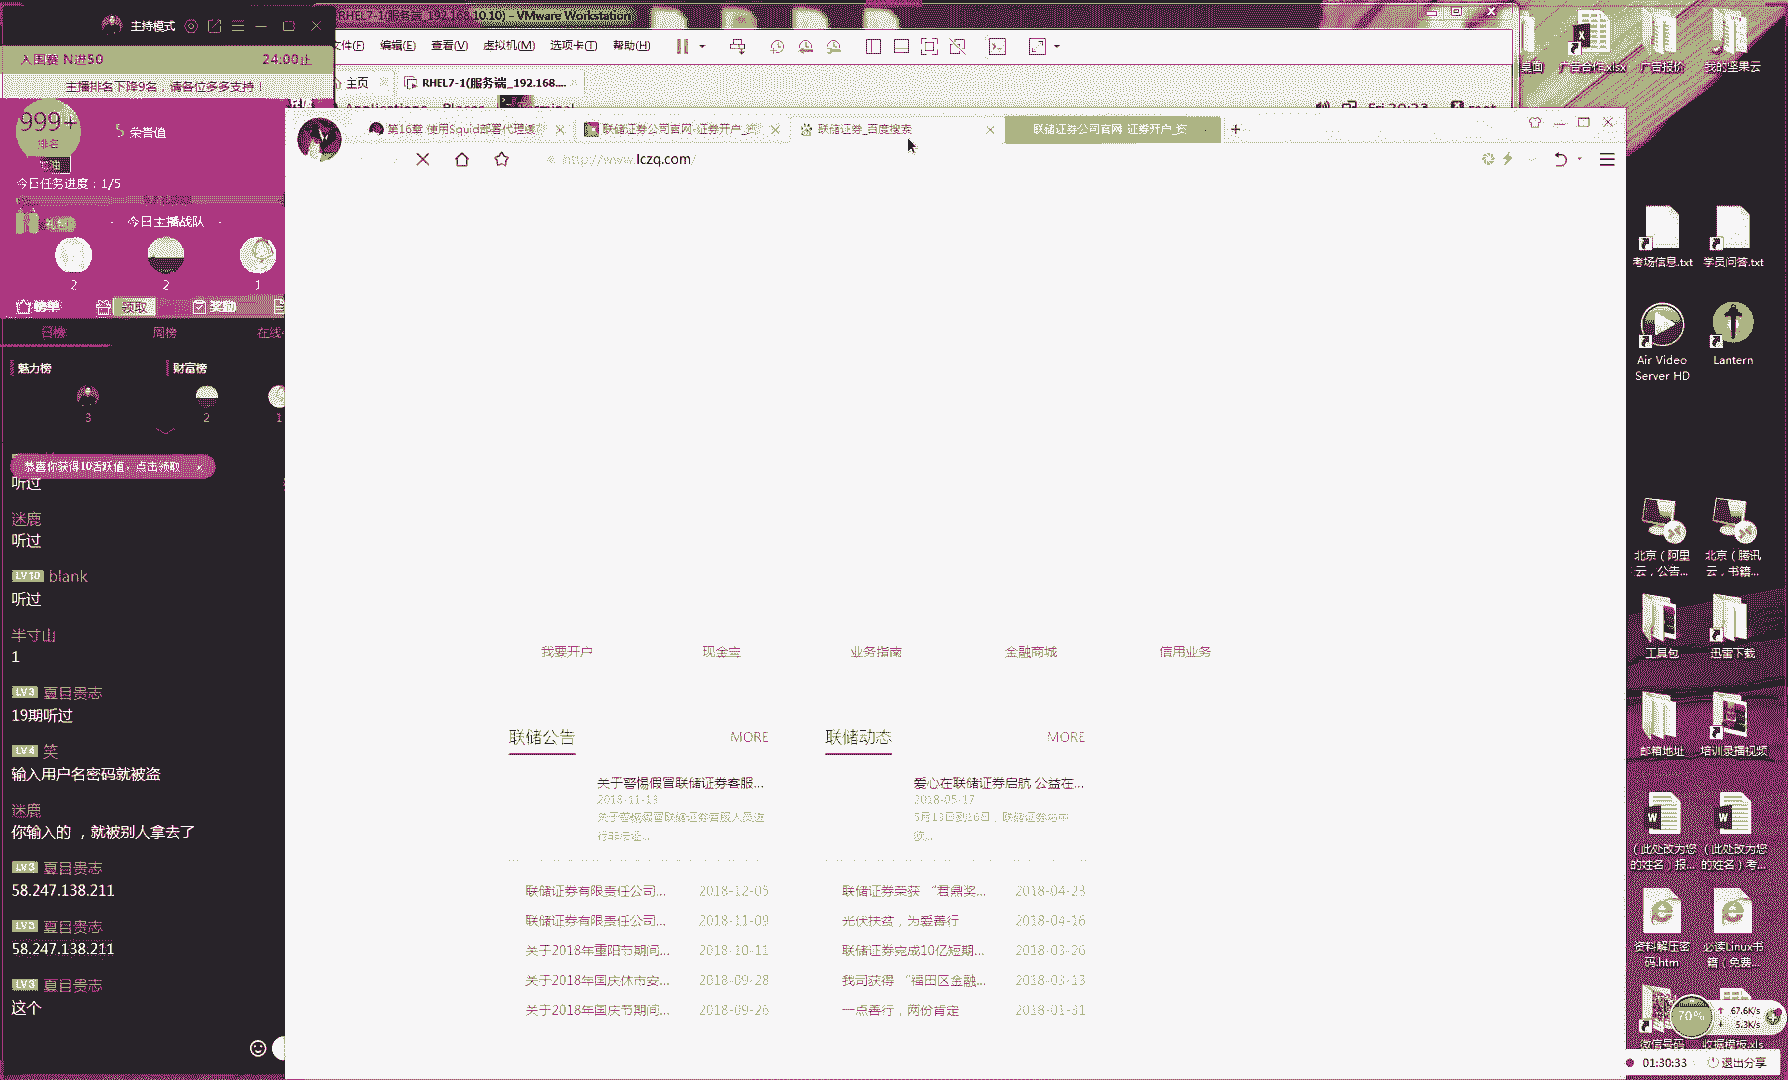 主持模式
入围赛 N进50 24:00止
主播排名下降9名，请各位多多支持！
999+
排名
5 荣誉值
加油
今日任务进度：1/5
今日主播战队
2 2 1
榜单 领取 奖励
日榜 周榜 在线
魅力榜 财富榜
3 2 1
恭喜你获得10活跃值，点击领取
听过
迷鹿
听过
LV10 blank
听过
半寸山
1
LV3 夏目贵志
19期听过
LV4 笑
输入用户名密码就被盗
迷鹿
你输入的 ，就被别人拿去了
LV3 夏目贵志
58.247.138.211
LV3 夏目贵志
58.247.138.211
LV3 夏目贵志
这个
RHEL7-1(服务端_192.168.10.10) - VMware Workstation
文件(F) 编辑(E) 查看(V) 虚拟机(M) 选项卡(T) 帮助(H)
主页 RHEL7-1(服务端_192.168....
Applications Places Terminal Fri 20:33 root
第16章 使用Squid部署代理缓存 联储证券公司官网-证券开户_资 联储证券_百度搜索 联储证券公司官网-证券开户_资
http://www.lczq.com/
我要开户 现金宝 业务指南 金融商城 信用业务
联储公告 MORE
关于警惕假冒联储证券客服...
2018-11-13
关于警惕假冒联储证券客服人员进
行非法证...
联储证券有限责任公司... 2018-12-05
联储证券有限责任公司... 2018-11-09
关于2018年重阳节期间... 2018-10-11
关于2018年国庆休市安... 2018-09-28
关于2018年国庆节期间... 2018-09-26
联储动态 MORE
爱心在联储证券启航 公益在...
2018-05-17
联储证券荣获 “君鼎奖... 2018-04-23
光伏扶贫，为爱善行 2018-04-16
联储证券完成10亿短期... 2018-03-26
我司获得 “福田区金融... 2018-03-13
一点善行，两份肯定 2018-01-31
桌面 广告合作.xlsx 广告报价 我的坚果云
考场信息.txt 学员问答.txt
Air Video
Server HD
Lantern
北京（阿里
云，公告...
北京（腾讯
云，书籍...
工具包 迅雷下载
邮箱地址 培训录播视频
（此处改为您
的姓名）报...
（此处改为您
的姓名）考...
资料解压密
码.htm
必读Linux书
籍（免费...
70% 67.6K/s
5.3K/s
微信号码 收据模板.xls
01:30:33 退出分享